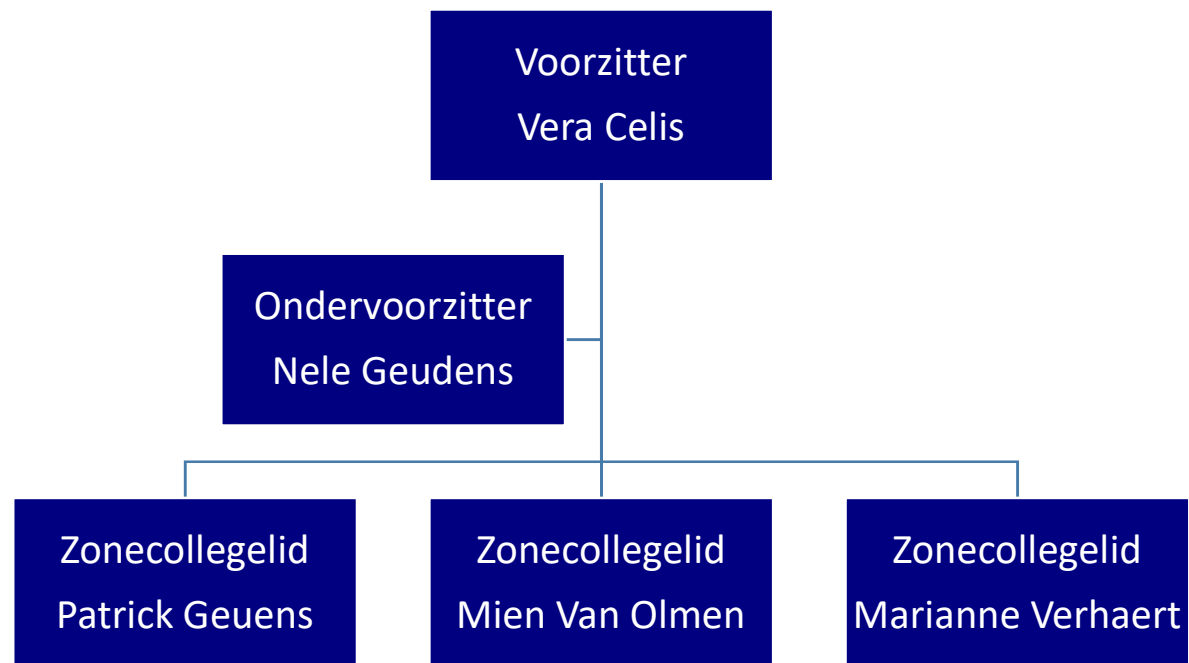 Voorzitter
Vera Celis
Ondervoorzitter
Nele Geudens
Zonecollegelid
Patrick Geuens
Zonecollegelid
Mien Van Olmen
Zonecollegelid
Marianne Verhaert